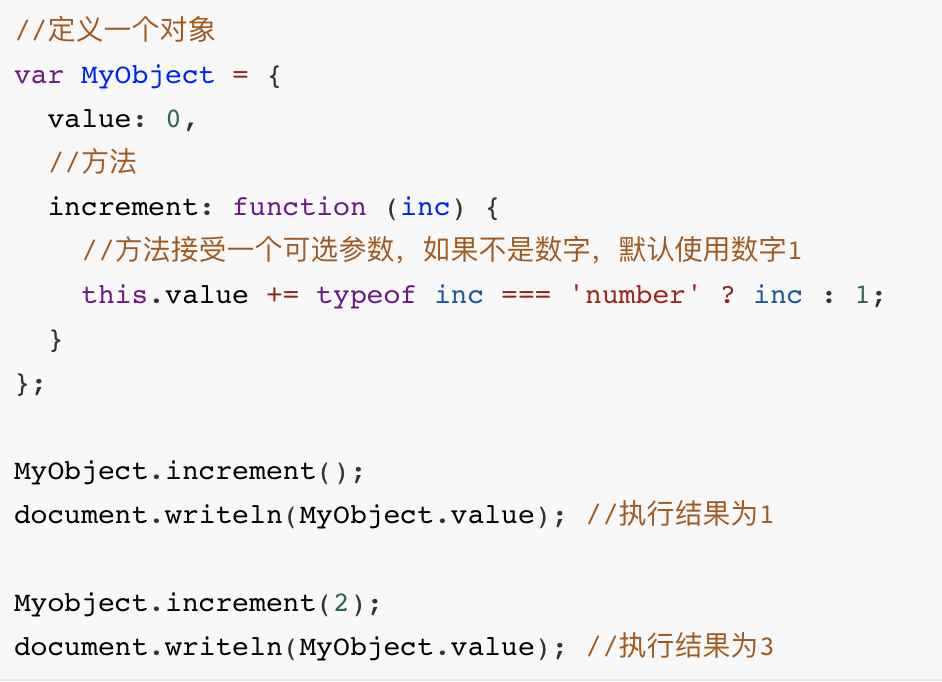 //定义一个对象
var MyObject = {
  value: 0,
  //方法
  increment: function (inc) {
    //方法接受一个可选参数，如果不是数字，默认使用数字1
    this.value += typeof inc === 'number' ? inc : 1;
  }
};

MyObject.increment();
document.writeln(MyObject.value); //执行结果为1

Myobject.increment(2);
document.writeln(MyObject.value); //执行结果为3